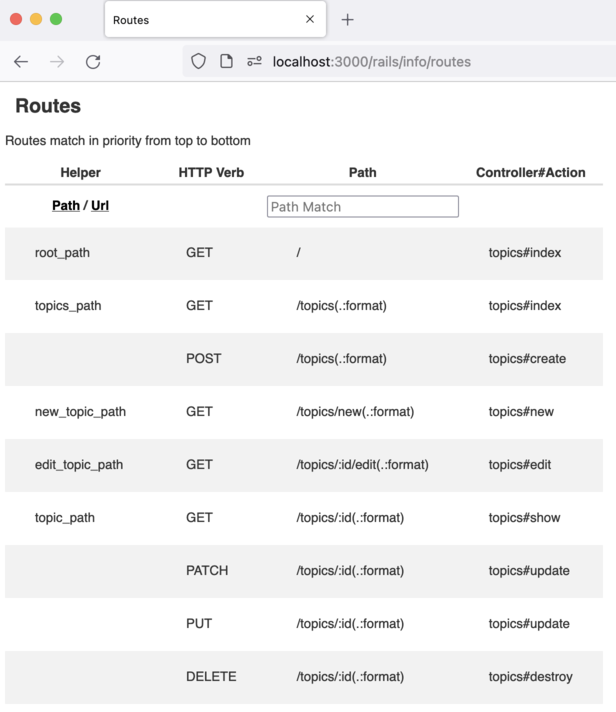 Routes
localhost:3000/rails/info/routes
Routes
Routes match in priority from top to bottom
Helper HTTP Verb Path Controller#Action
Path / Url Path Match
root_path GET / topics#index
topics_path GET /topics(.:format) topics#index
POST /topics(.:format) topics#create
new_topic_path GET /topics/new(.:format) topics#new
edit_topic_path GET /topics/:id/edit(.:format) topics#edit
topic_path GET /topics/:id(.:format) topics#show
PATCH /topics/:id(.:format) topics#update
PUT /topics/:id(.:format) topics#update
DELETE /topics/:id(.:format) topics#destroy